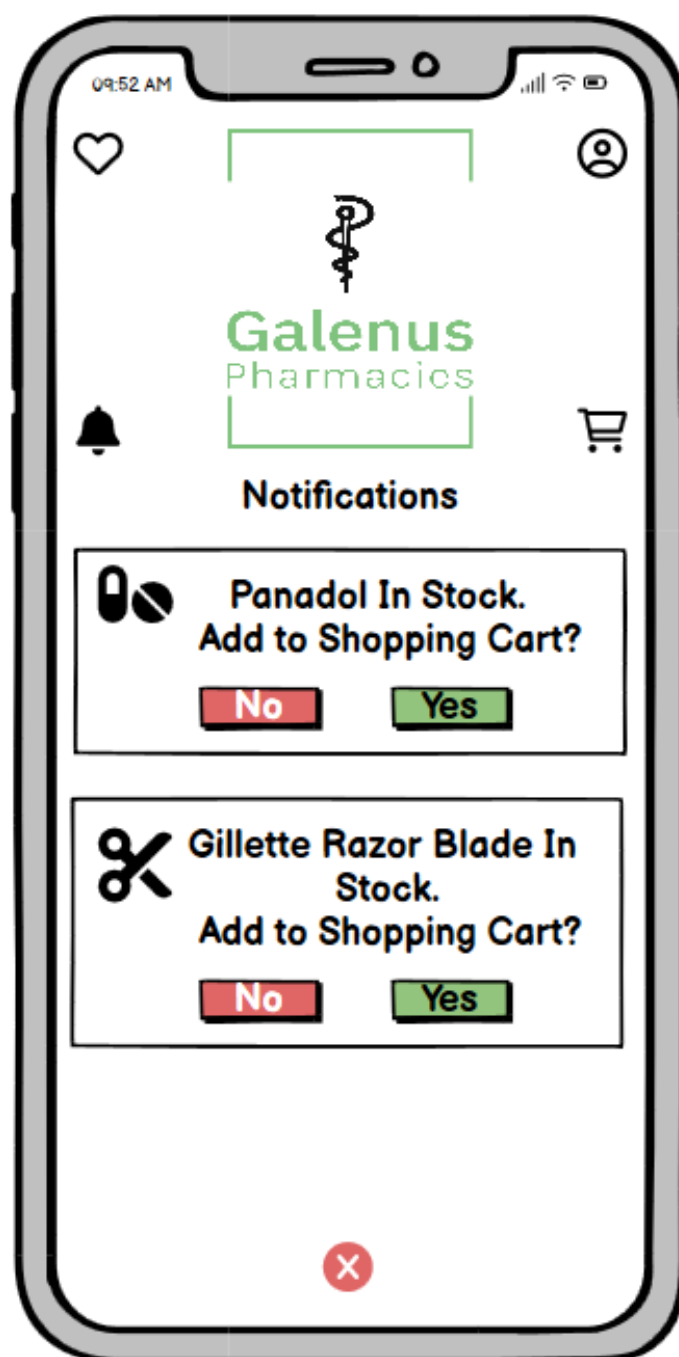 09:52 AM
Galenus
Pharmacies
Notifications
Panadol In Stock.
Add to Shopping Cart?
No Yes
Gillette Razor Blade In
Stock.
Add to Shopping Cart?
No Yes